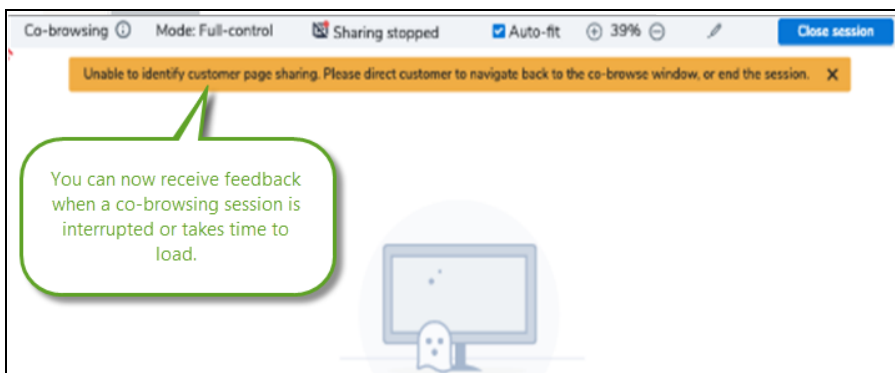 Co-browsing Mode: Full-control Sharing stopped Auto-fit 39% Close session
Unable to identify customer page sharing. Please direct customer to navigate back to the co-browse window, or end the session. X
You can now receive feedback
when a co-browsing session is
interrupted or takes time to
load.